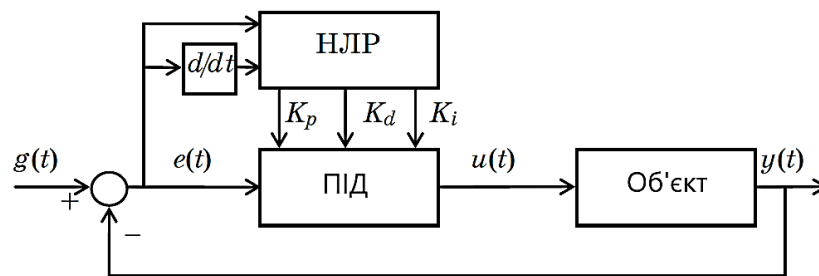 НЛР
d/dt
K_p K_d K_i
g(t) e(t) ПІД u(t) Об'єкт y(t)
+
−